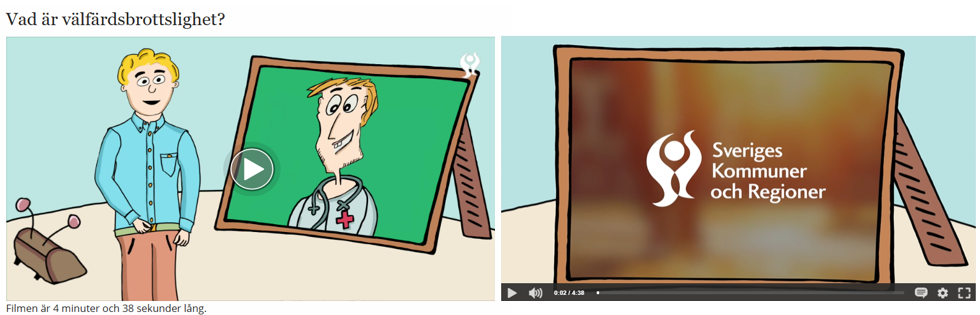 Vad är välfärdsbrottslighet?
Sveriges
Kommuner
och Regioner
0:02 / 4:38
Filmen är 4 minuter och 38 sekunder lång.